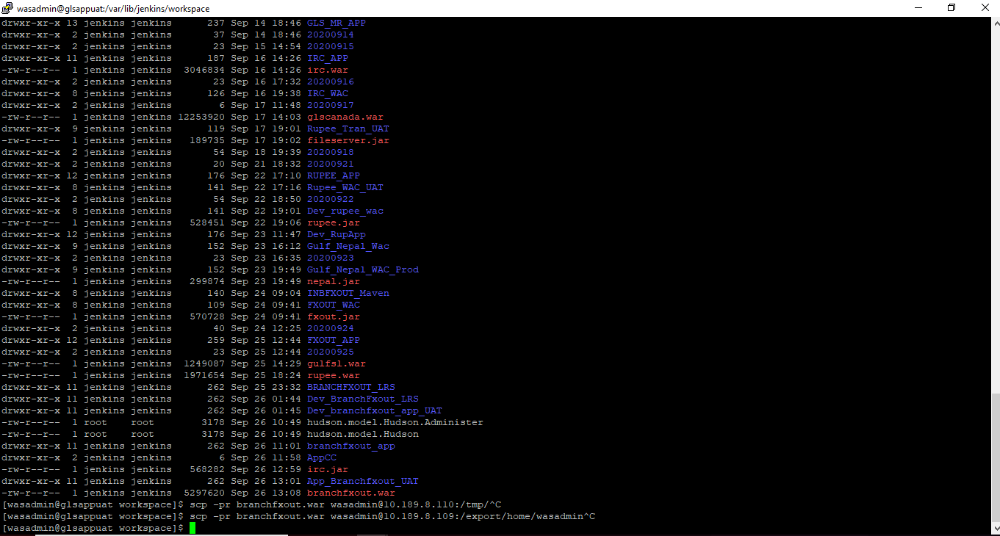 wasadmin@glsappuat:/var/lib/jenkins/workspace
drwxr-xr-x 13 jenkins jenkins      237 Sep 14 18:46 GLS_MR_APP
drwxr-xr-x  2 jenkins jenkins       37 Sep 14 18:46 20200914
drwxr-xr-x  2 jenkins jenkins       23 Sep 15 14:54 20200915
drwxr-xr-x 11 jenkins jenkins      187 Sep 16 14:26 IRC_APP
-rw-r--r--  1 jenkins jenkins  3046834 Sep 16 14:26 irc.war
drwxr-xr-x  2 jenkins jenkins       23 Sep 16 17:32 20200916
drwxr-xr-x  8 jenkins jenkins      126 Sep 16 19:38 IRC_WAC
drwxr-xr-x  2 jenkins jenkins        6 Sep 17 11:48 20200917
-rw-r--r--  1 jenkins jenkins 12253920 Sep 17 14:03 glscanada.war
drwxr-xr-x  9 jenkins jenkins      119 Sep 17 19:01 Rupee_Tran_UAT
-rw-r--r--  1 jenkins jenkins   189735 Sep 17 19:02 fileserver.jar
drwxr-xr-x  2 jenkins jenkins       54 Sep 18 19:39 20200918
drwxr-xr-x  2 jenkins jenkins       20 Sep 21 18:32 20200921
drwxr-xr-x 12 jenkins jenkins      176 Sep 22 17:10 RUPEE_APP
drwxr-xr-x  8 jenkins jenkins      141 Sep 22 17:16 Rupee_WAC_UAT
drwxr-xr-x  2 jenkins jenkins       54 Sep 22 18:50 20200922
drwxr-xr-x  8 jenkins jenkins      141 Sep 22 19:01 Dev_rupee_wac
-rw-r--r--  1 jenkins jenkins   528451 Sep 22 19:06 rupee.jar
drwxr-xr-x 12 jenkins jenkins      176 Sep 23 11:47 Dev_RupApp
drwxr-xr-x  9 jenkins jenkins      152 Sep 23 16:12 Gulf_Nepal_Wac
drwxr-xr-x  2 jenkins jenkins       23 Sep 23 16:35 20200923
drwxr-xr-x  9 jenkins jenkins      152 Sep 23 19:49 Gulf_Nepal_WAC_Prod
-rw-r--r--  1 jenkins jenkins   299874 Sep 23 19:49 nepal.jar
drwxr-xr-x  8 jenkins jenkins      140 Sep 24 09:04 INBFXOUT_Maven
drwxr-xr-x  8 jenkins jenkins      109 Sep 24 09:41 FXOUT_WAC
-rw-r--r--  1 jenkins jenkins   570728 Sep 24 09:41 fxout.jar
drwxr-xr-x  2 jenkins jenkins       40 Sep 24 12:25 20200924
drwxr-xr-x 12 jenkins jenkins      259 Sep 25 12:44 FXOUT_APP
drwxr-xr-x  2 jenkins jenkins       23 Sep 25 12:44 20200925
-rw-r--r--  1 jenkins jenkins  1249087 Sep 25 14:29 gulfsl.war
-rw-r--r--  1 jenkins jenkins  1971654 Sep 25 18:24 rupee.war
drwxr-xr-x 11 jenkins jenkins      262 Sep 25 23:32 BRANCHFXOUT_LRS
drwxr-xr-x 11 jenkins jenkins      262 Sep 26 01:44 Dev_BranchFxout_LRS
drwxr-xr-x 11 jenkins jenkins      262 Sep 26 01:45 Dev_branchfxout_app_UAT
-rw-r--r--  1 root    root        3178 Sep 26 10:49 hudson.model.Hudson.Administer
-rw-r--r--  1 root    root        3178 Sep 26 10:49 hudson.model.Hudson
drwxr-xr-x 11 jenkins jenkins      262 Sep 26 11:01 branchfxout_app
drwxr-xr-x  2 jenkins jenkins        6 Sep 26 11:58 AppCC
-rw-r--r--  1 jenkins jenkins   568282 Sep 26 12:59 irc.jar
drwxr-xr-x 11 jenkins jenkins      262 Sep 26 13:01 App_Branchfxout_UAT
-rw-r--r--  1 jenkins jenkins  5297620 Sep 26 13:08 branchfxout.war
[wasadmin@glsappuat workspace]$ scp -pr branchfxout.war wasadmin@10.189.8.110:/tmp/^C
[wasadmin@glsappuat workspace]$ scp -pr branchfxout.war wasadmin@10.189.8.109:/export/home/wasadmin^C
[wasadmin@glsappuat workspace]$